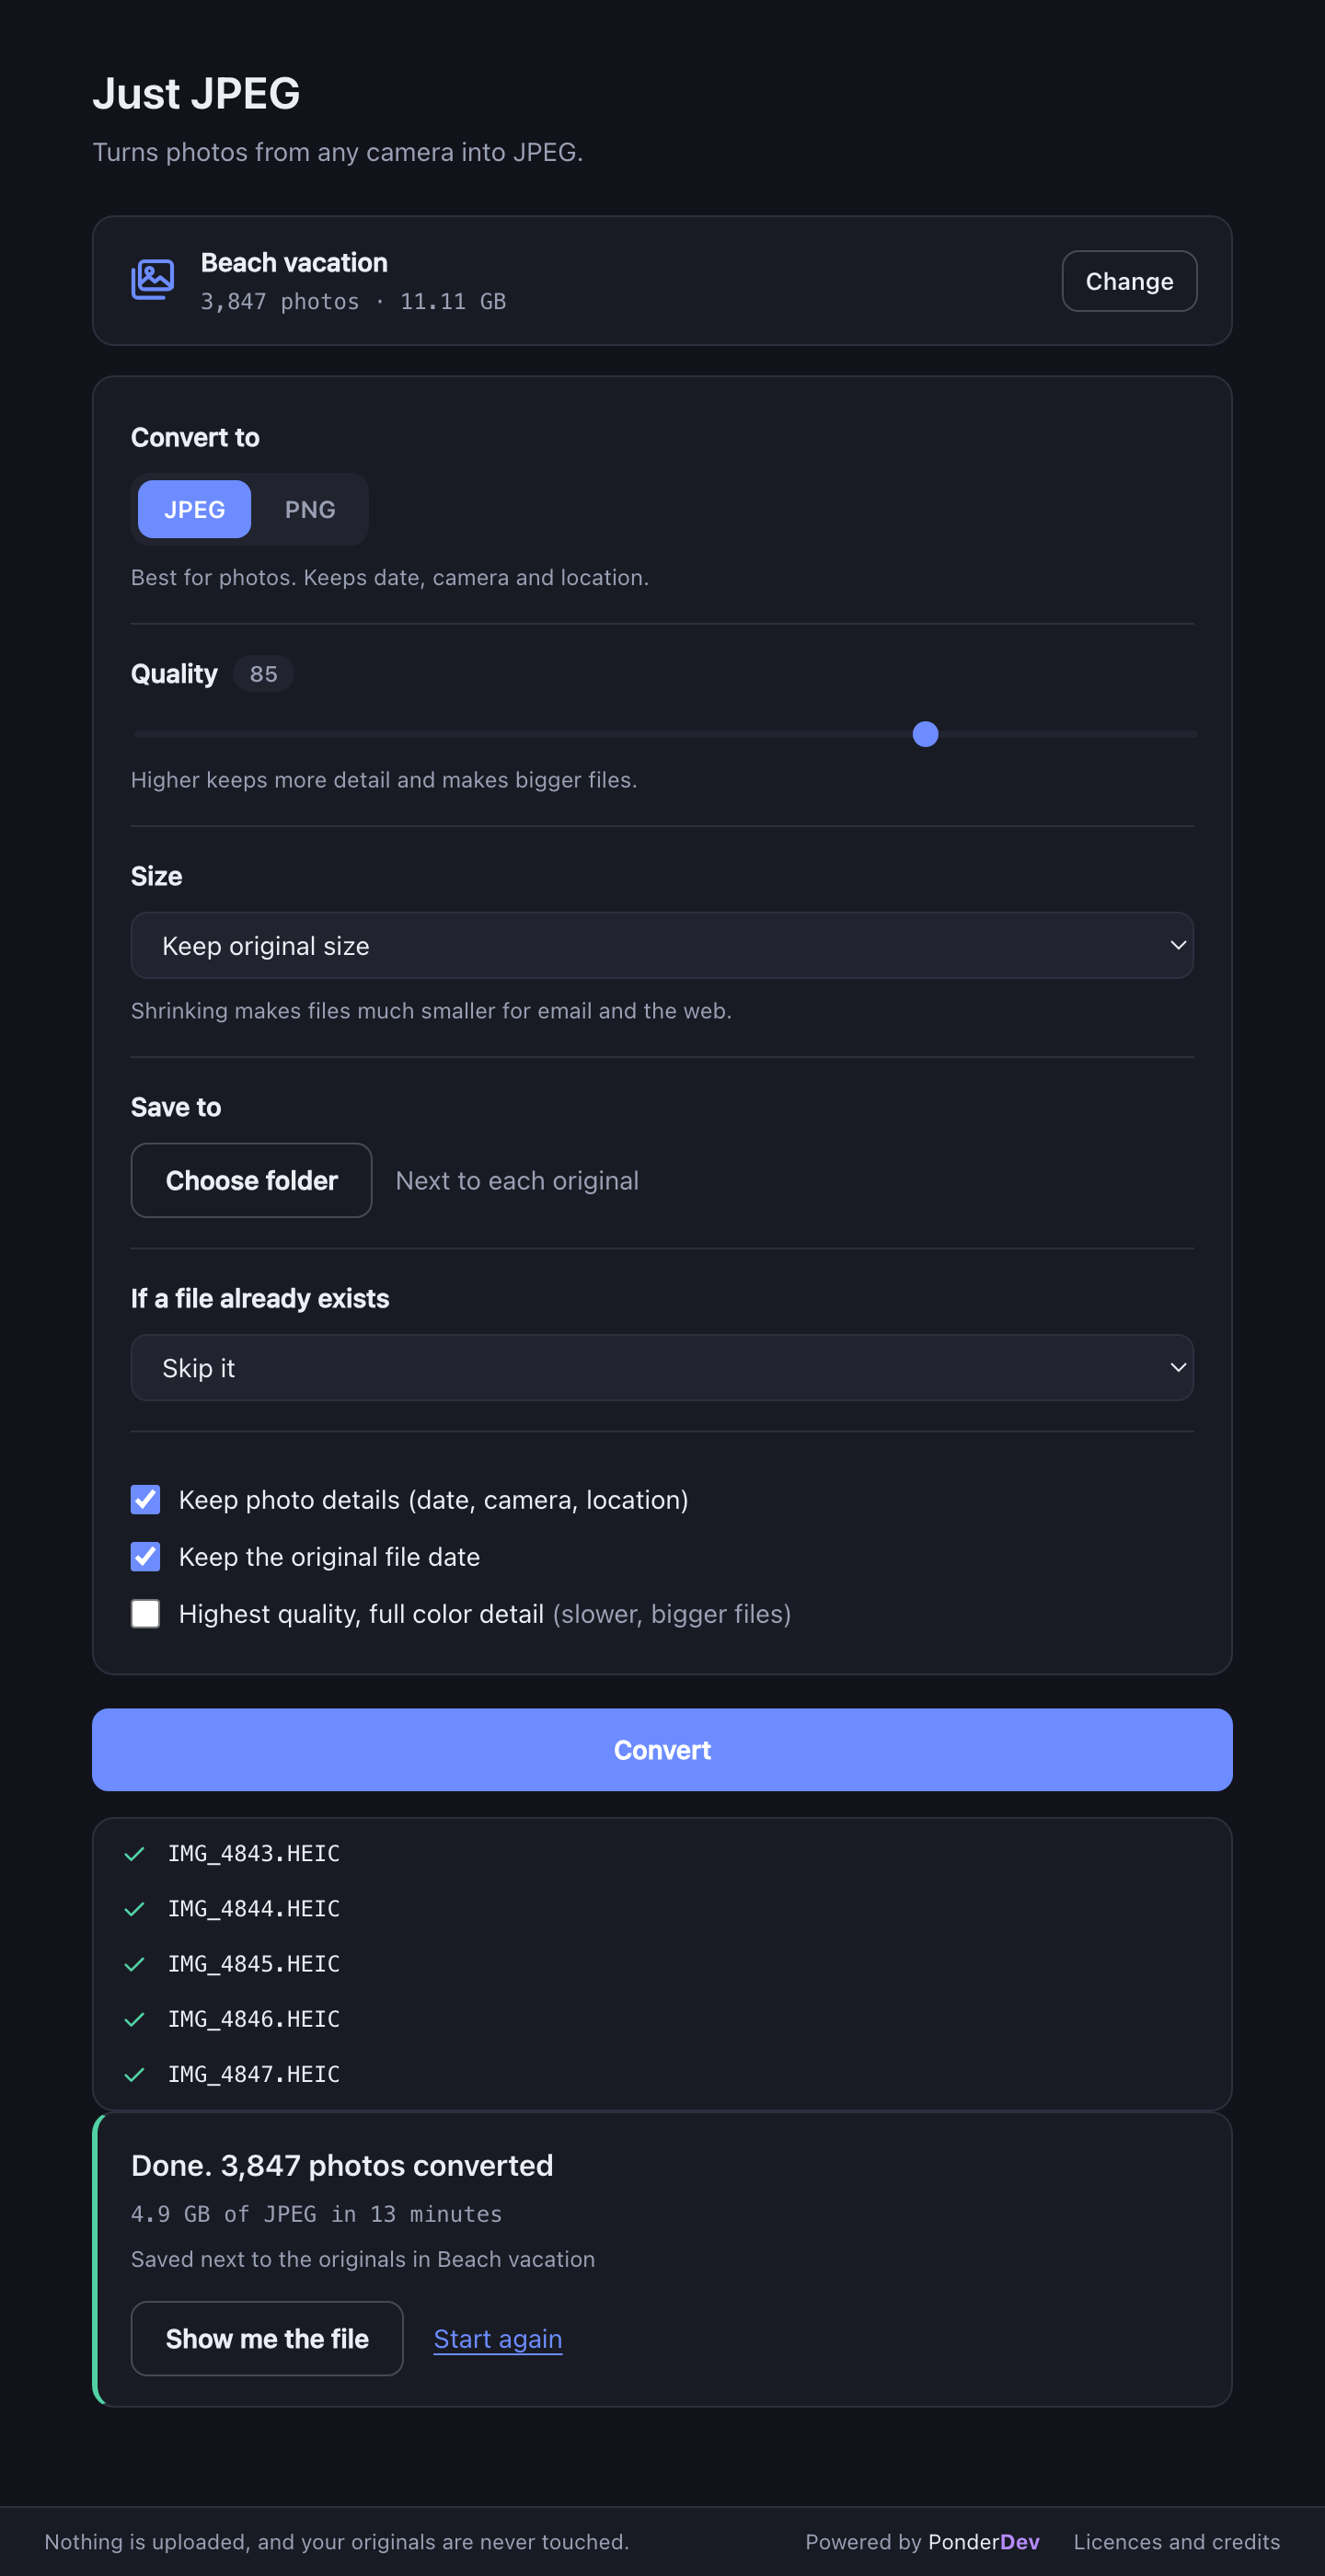 Just JPEG
Turns photos from any camera into JPEG.
Beach vacation
3,847 photos · 11.11 GB
Change
Convert to
JPEG PNG
Best for photos. Keeps date, camera and location.
Quality 85
Higher keeps more detail and makes bigger files.
Size
Keep original size
Shrinking makes files much smaller for email and the web.
Save to
Choose folder Next to each original
If a file already exists
Skip it
Keep photo details (date, camera, location)
Keep the original file date
Highest quality, full color detail (slower, bigger files)
Convert
IMG_4843.HEIC
IMG_4844.HEIC
IMG_4845.HEIC
IMG_4846.HEIC
IMG_4847.HEIC
Done. 3,847 photos converted
4.9 GB of JPEG in 13 minutes
Saved next to the originals in Beach vacation
Show me the file Start again
Nothing is uploaded, and your originals are never touched. Powered by PonderDev Licences and credits